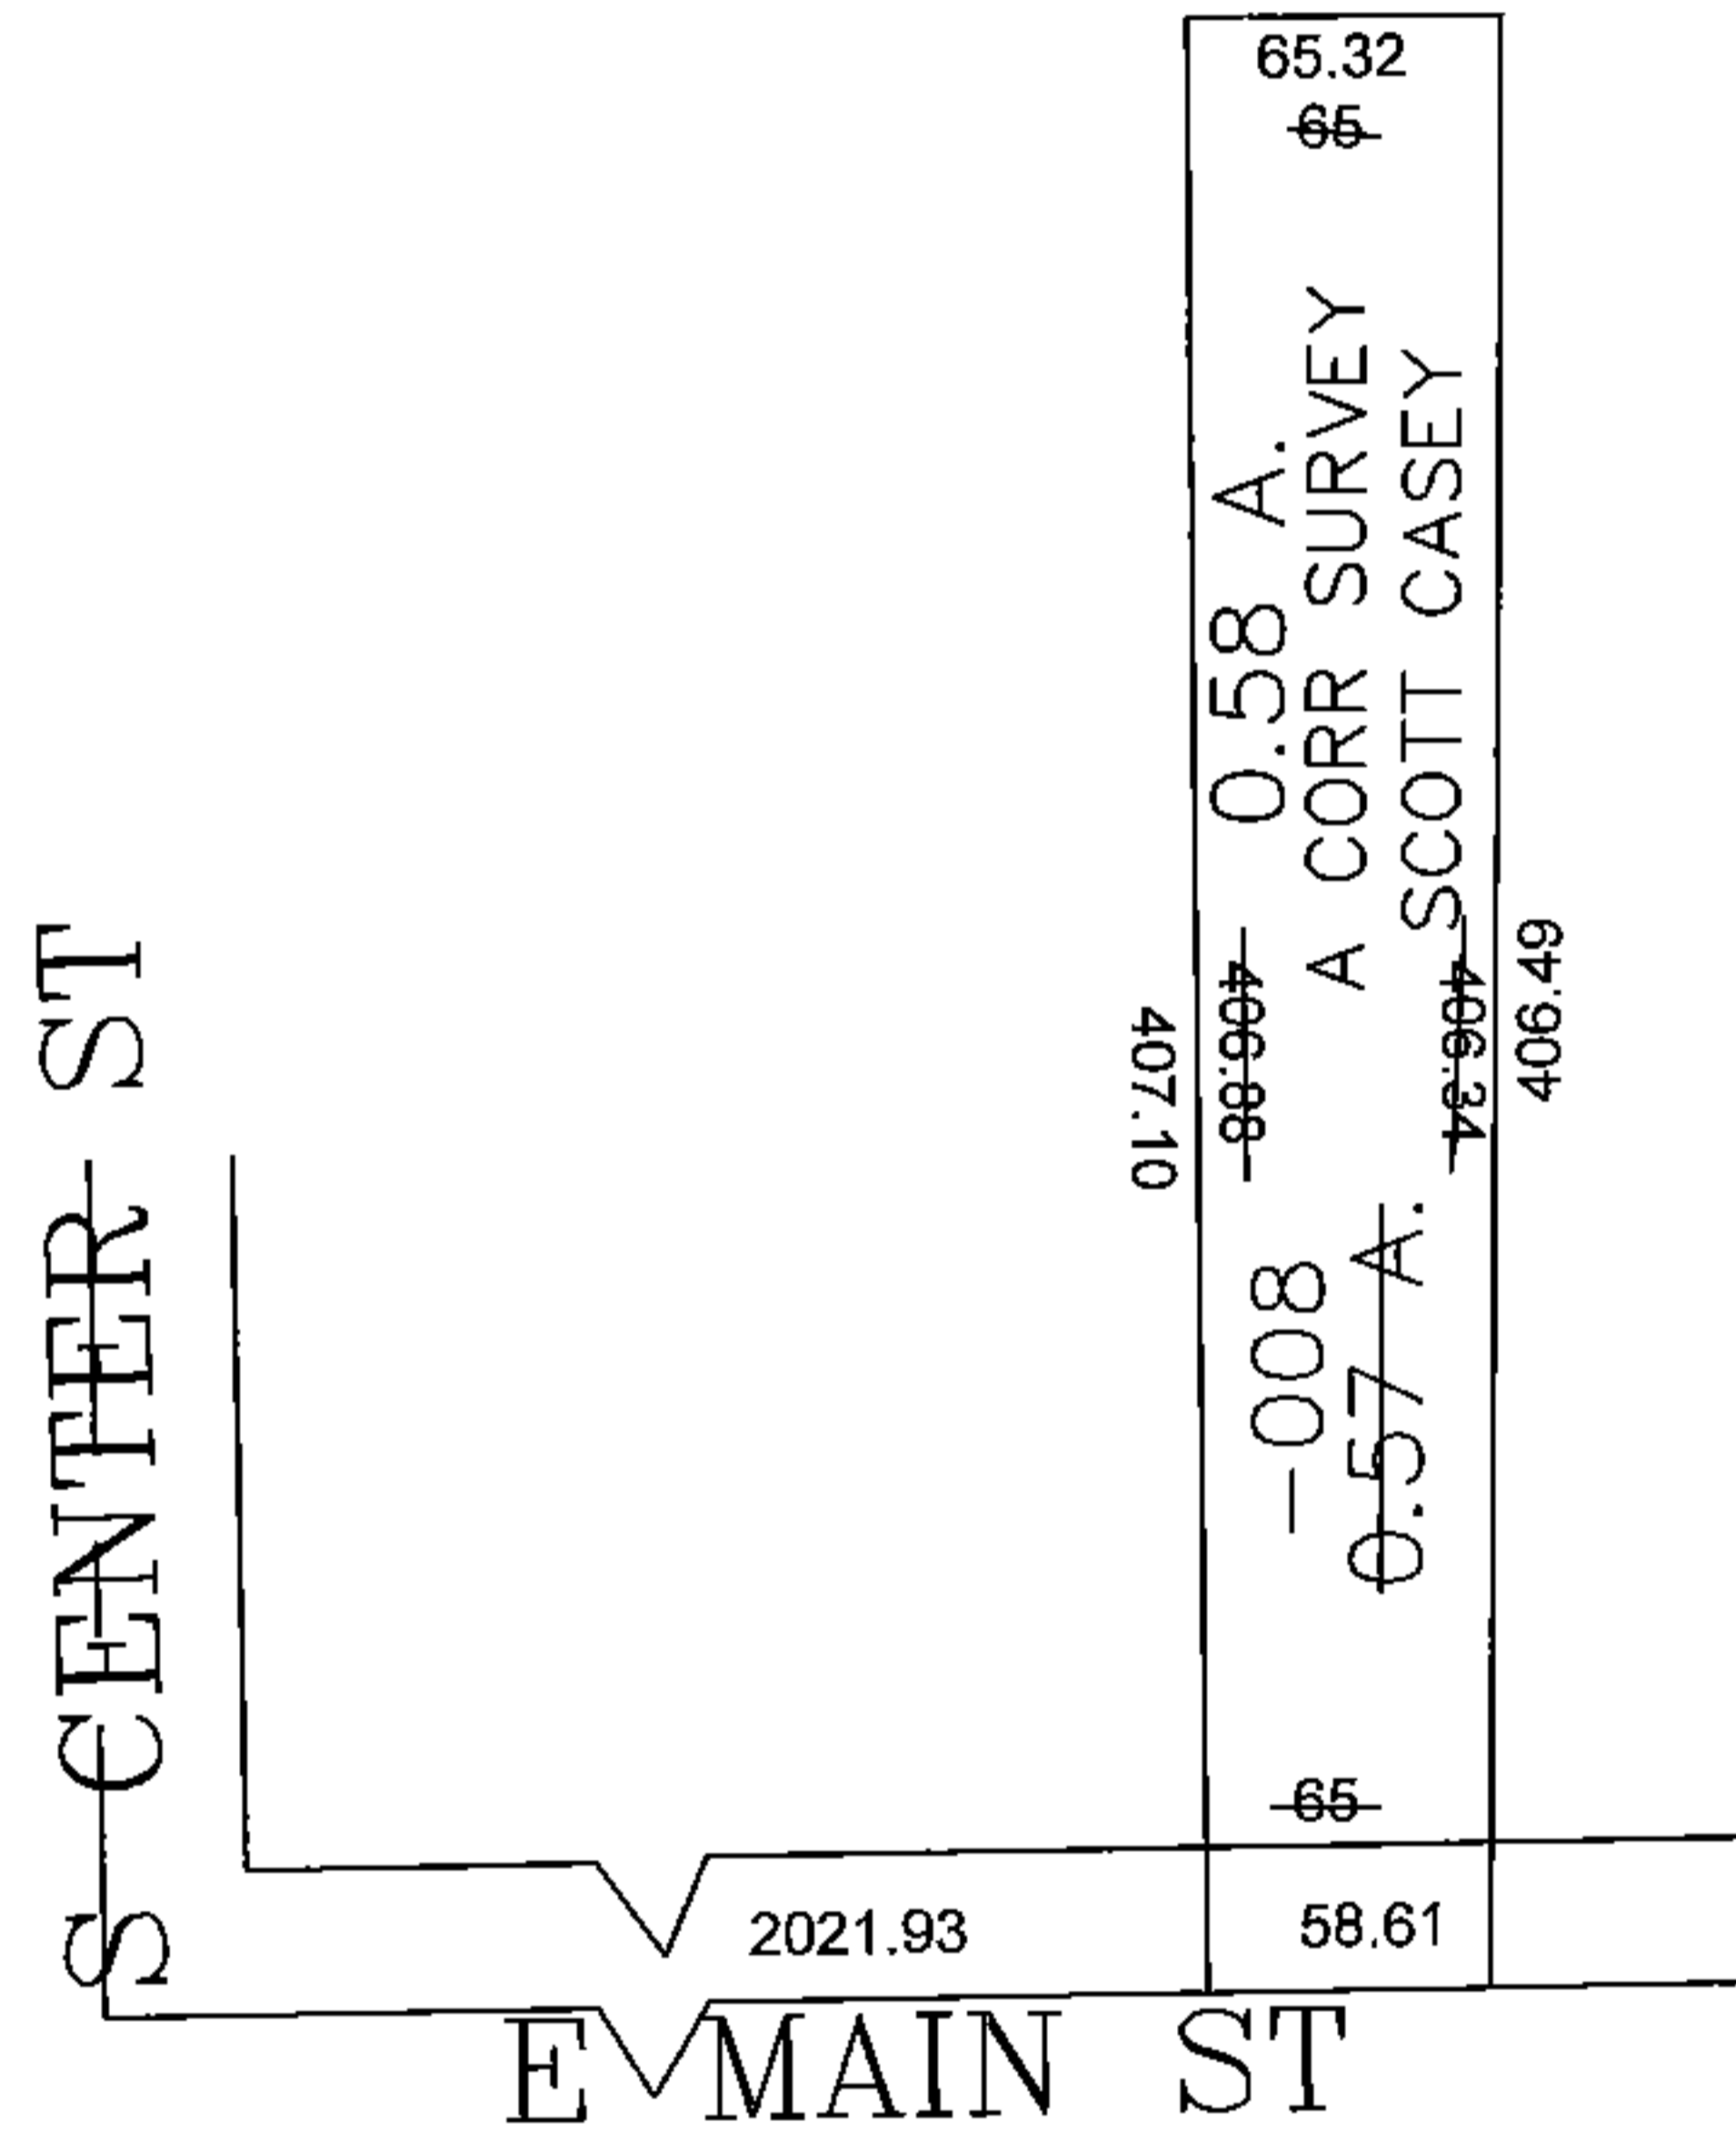 65.32
65
0.58 A.
A CORR SURVEY
SCOTT CASEY
407.10
406.88
406.34
406.49
-008
0.57 A.
65
2021.93
58.61
S CENTER ST
E MAIN ST